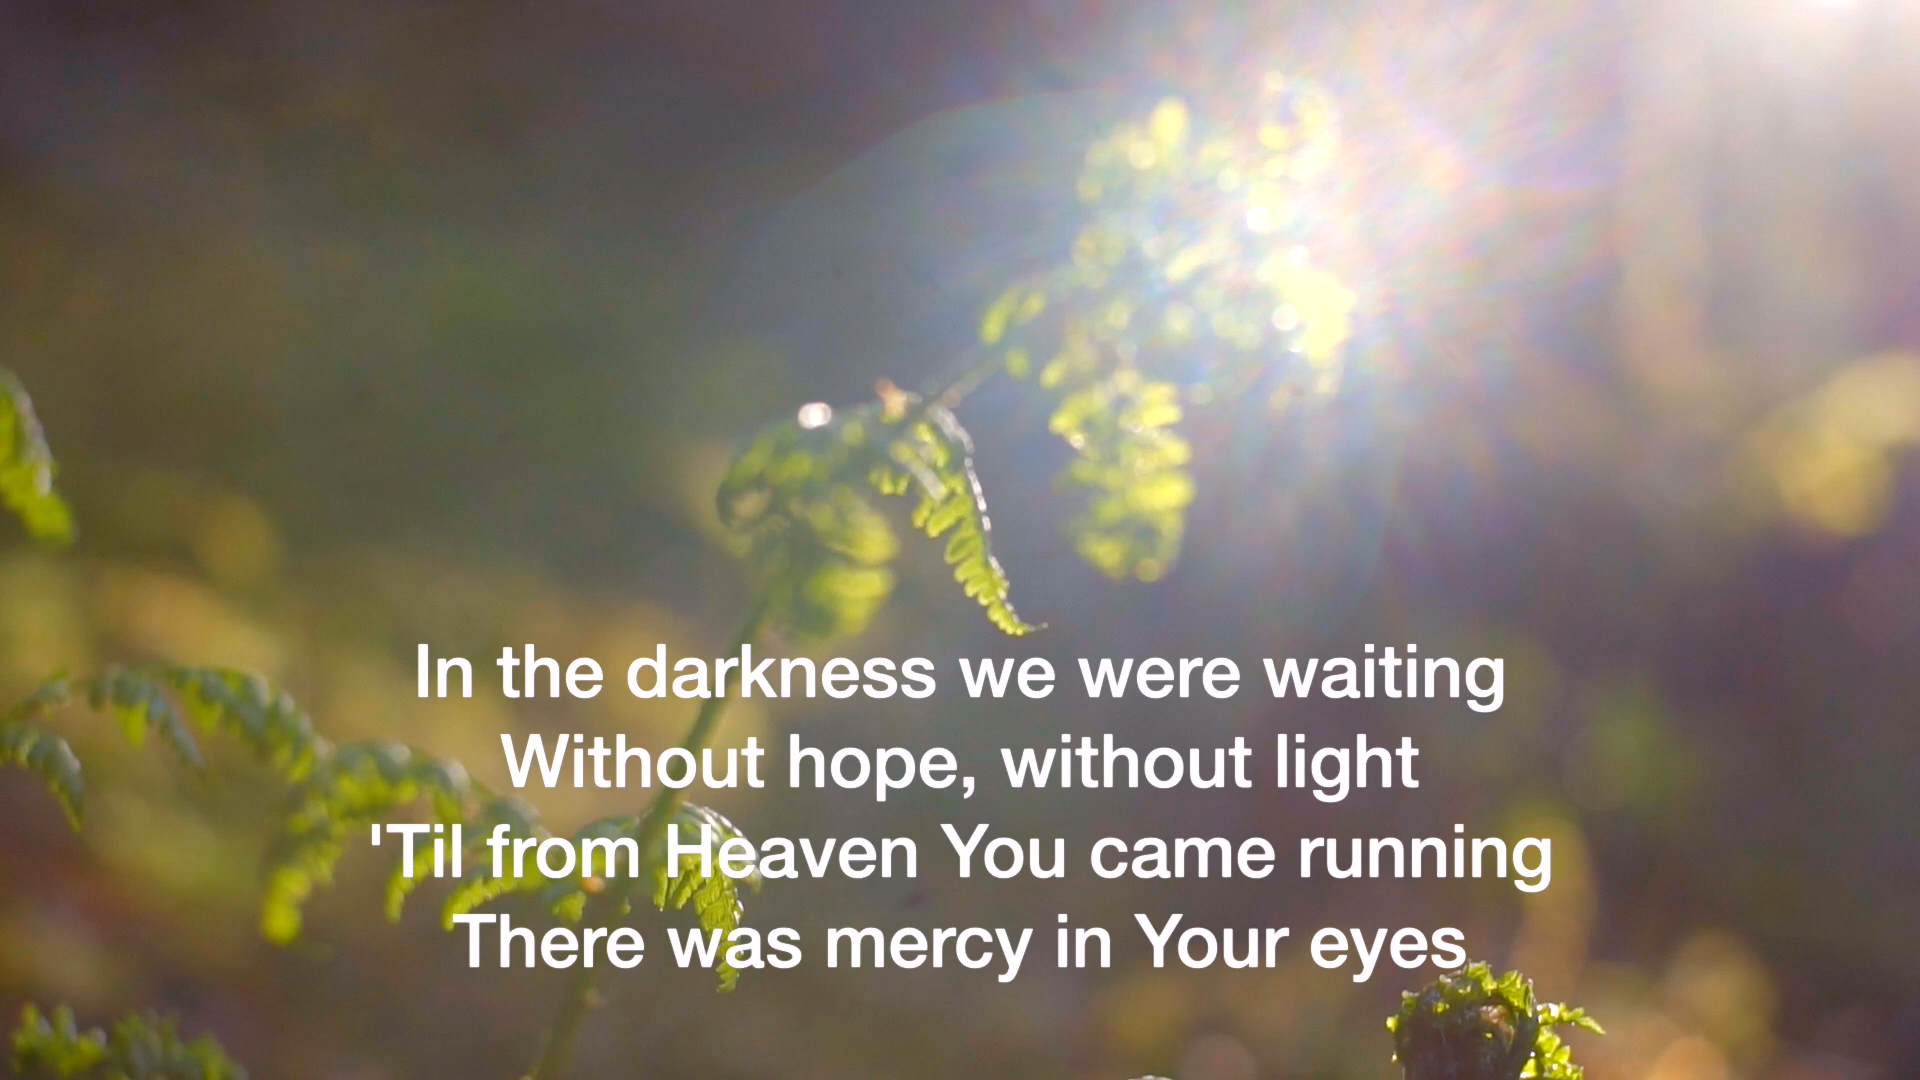 In the darkness we were waiting
Without hope, without light
'Til from Heaven You came running
There was mercy in Your eyes